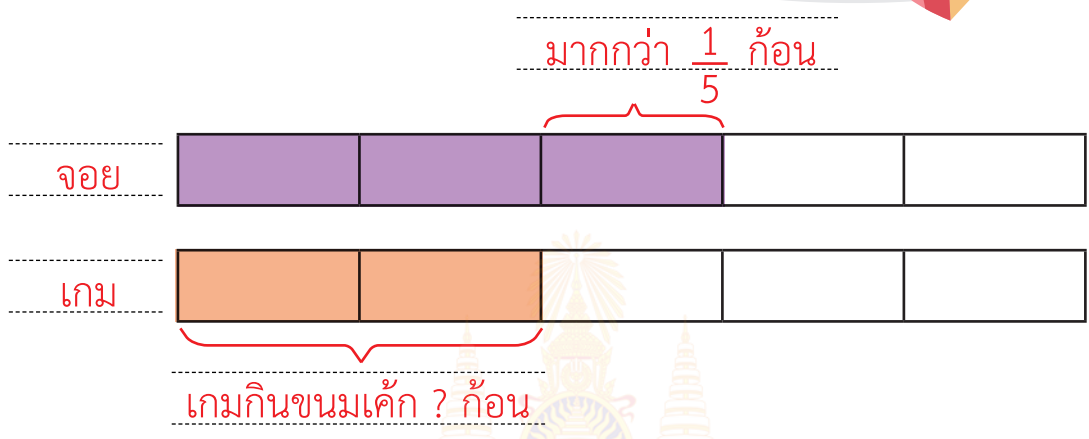 มากกว่า 1/5 ก้อน
จอย
เกม
เกมกินขนมเค้ก ? ก้อน